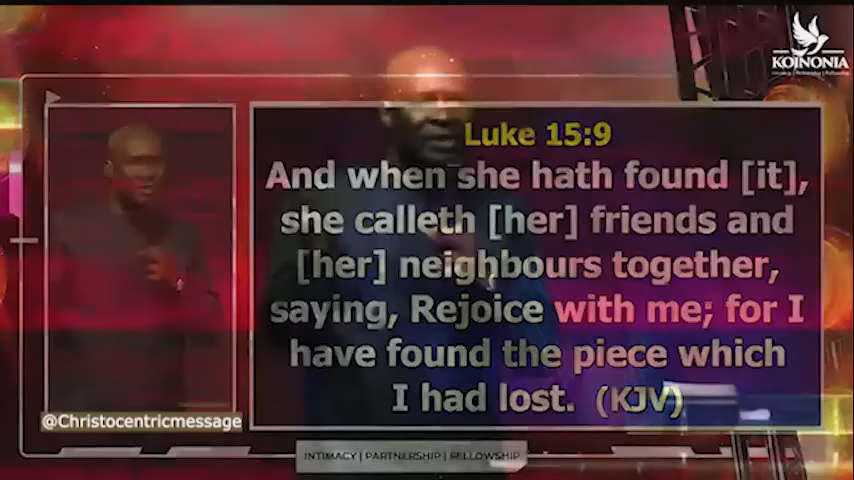 KOINONIA
Luke 15:9
And when she hath found [it],
she calleth [her] friends and
[her] neighbours together,
saying, Rejoice with me; for I
have found the piece which
I had lost. (KJV)
@Christocentricmessage
INTIMACY | PARTNERSHIP | FELLOWSHIP